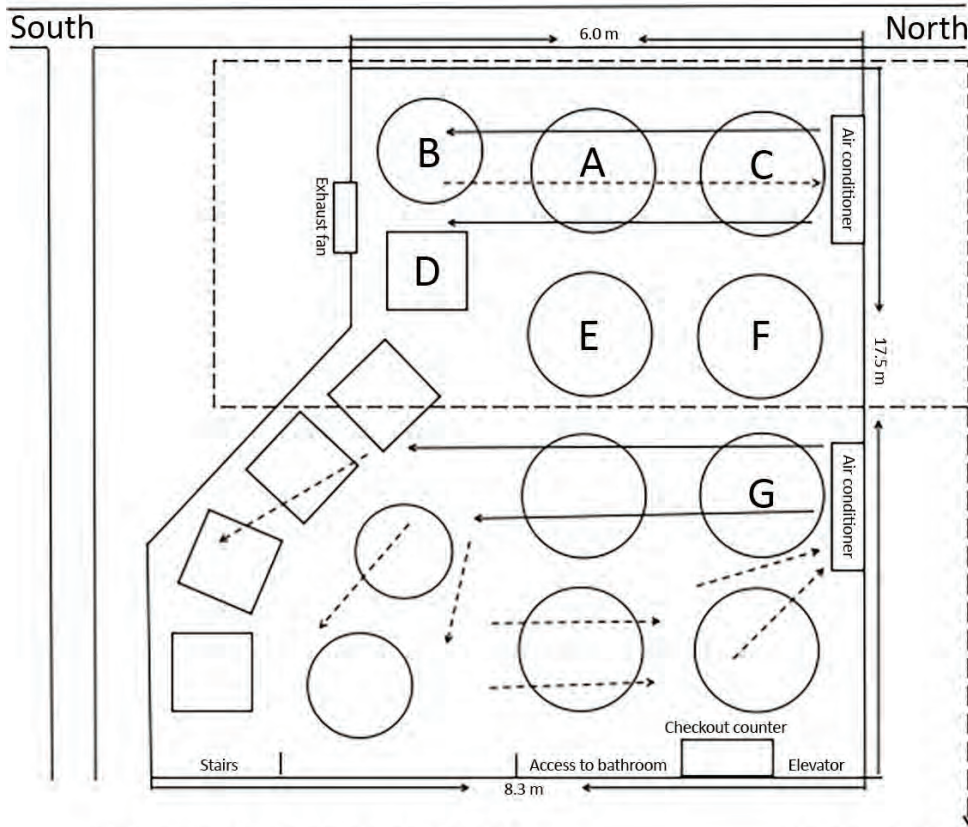 South
North
6.0 m
B
A
C
Air conditioner
Exhaust fan
D
E
F
17.5 m
G
Air conditioner
Checkout counter
Stairs
Access to bathroom
Elevator
8.3 m